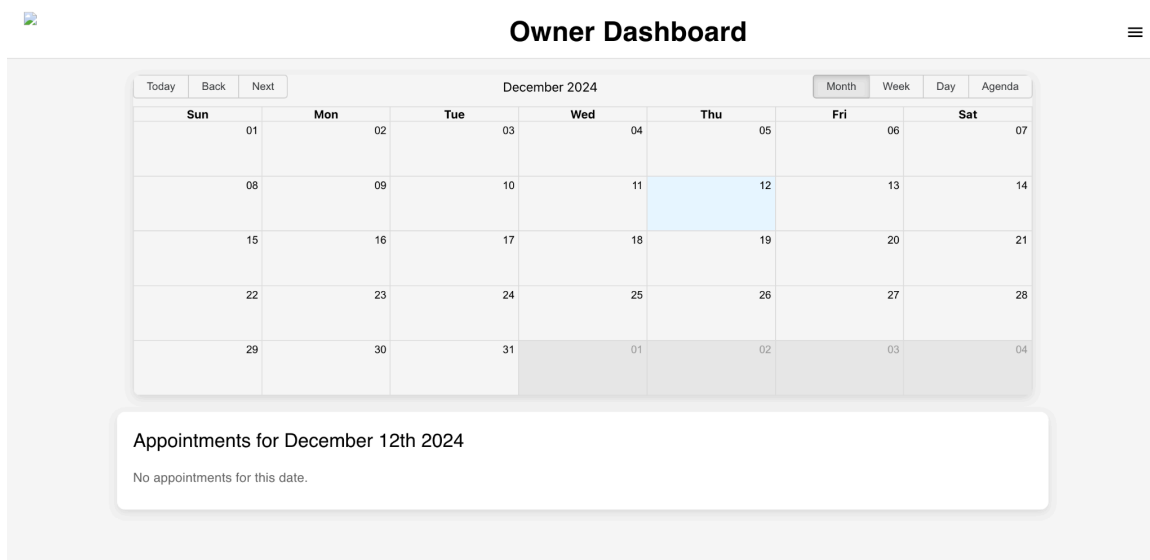 Owner Dashboard
Today Back Next December 2024 Month Week Day Agenda
Sun Mon Tue Wed Thu Fri Sat
01 02 03 04 05 06 07
08 09 10 11 12 13 14
15 16 17 18 19 20 21
22 23 24 25 26 27 28
29 30 31 01 02 03 04
Appointments for December 12th 2024
No appointments for this date.